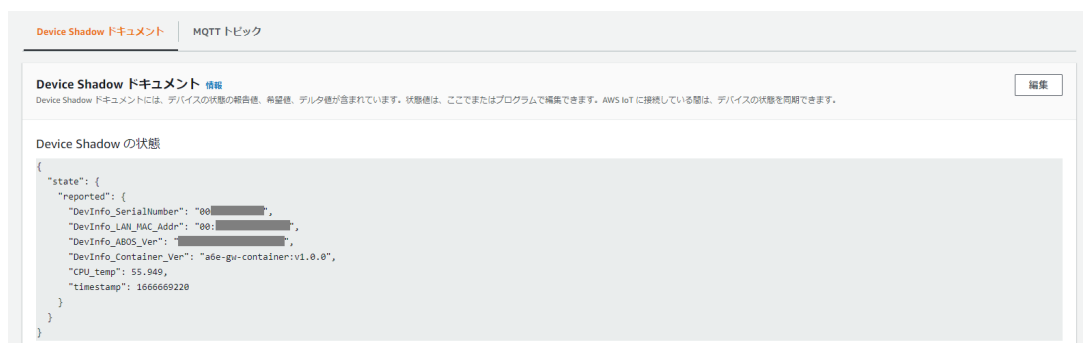 Device Shadow ドキュメント
MQTT トピック
Device Shadow ドキュメント 情報
編集
Device Shadow ドキュメントには、デバイスの状態の報告値、希望値、デルタ値が含まれています。状態値は、ここでまたはプログラムで編集できます。AWS IoT に接続している間は、デバイスの状態を同期できます。
Device Shadow の状態
{
"state": {
"reported": {
"DevInfo_SerialNumber": "00",
"DevInfo_LAN_MAC_Addr": "00:",
"DevInfo_ABOS_Ver": "",
"DevInfo_Container_Ver": "a6e-gw-container:v1.0.0",
"CPU_temp": 55.949,
"timestamp": 1666669220
}
}
}